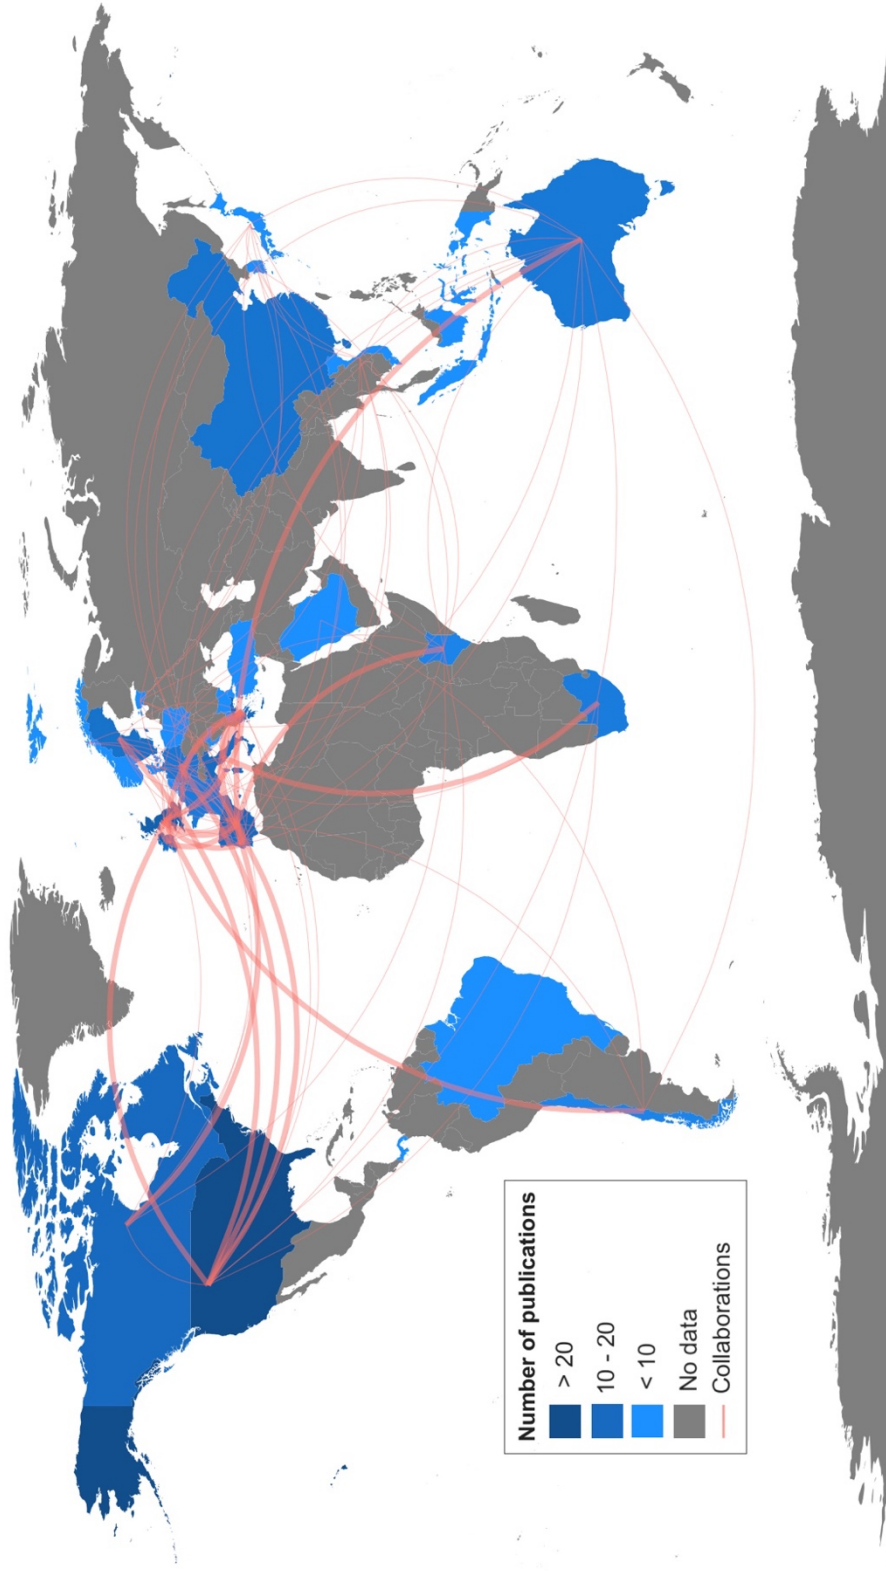 Number of publications
> 20
10 - 20
< 10
No data
Collaborations